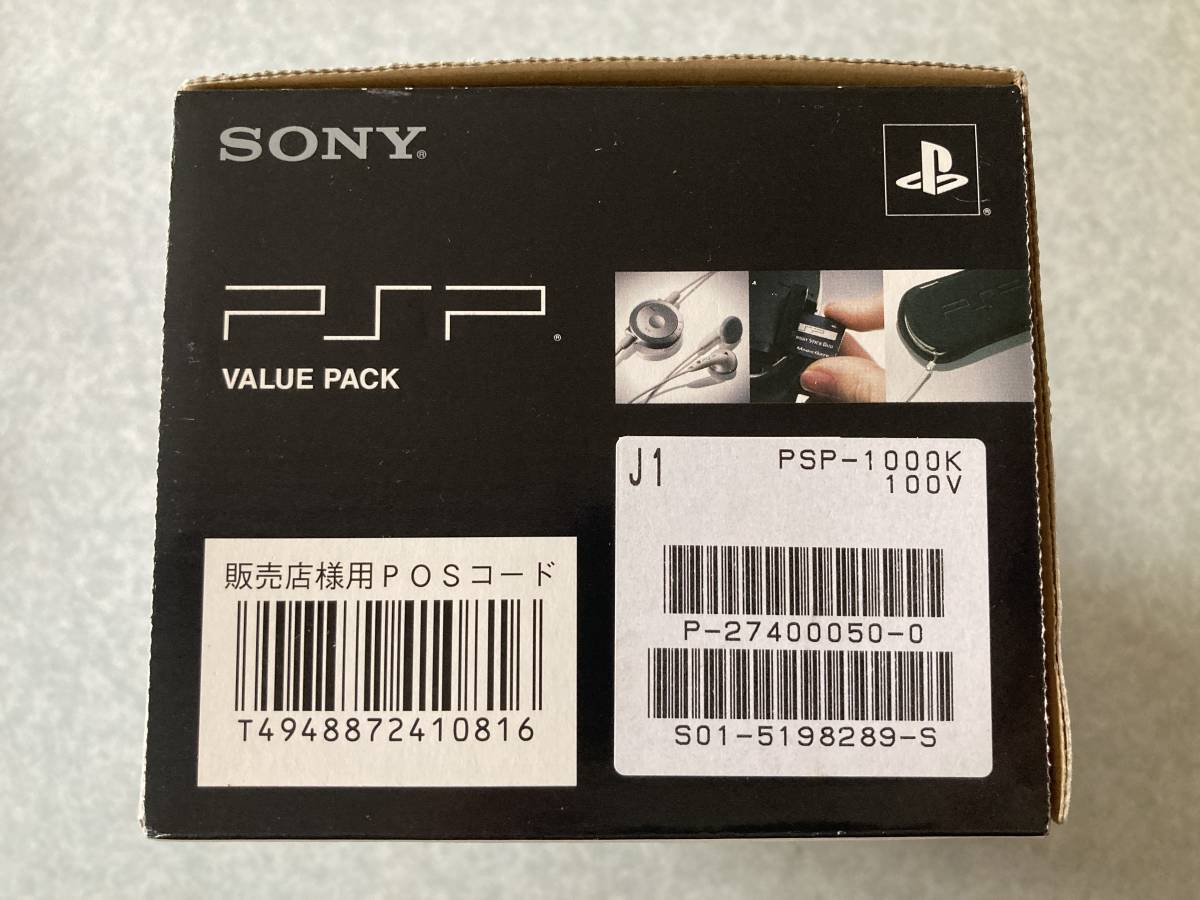 SONY®
PSP®
VALUE PACK
J1 PSP-1000K
100V
販売店様用POSコード
T4948872410816
P-27400050-0
S01-5198289-S